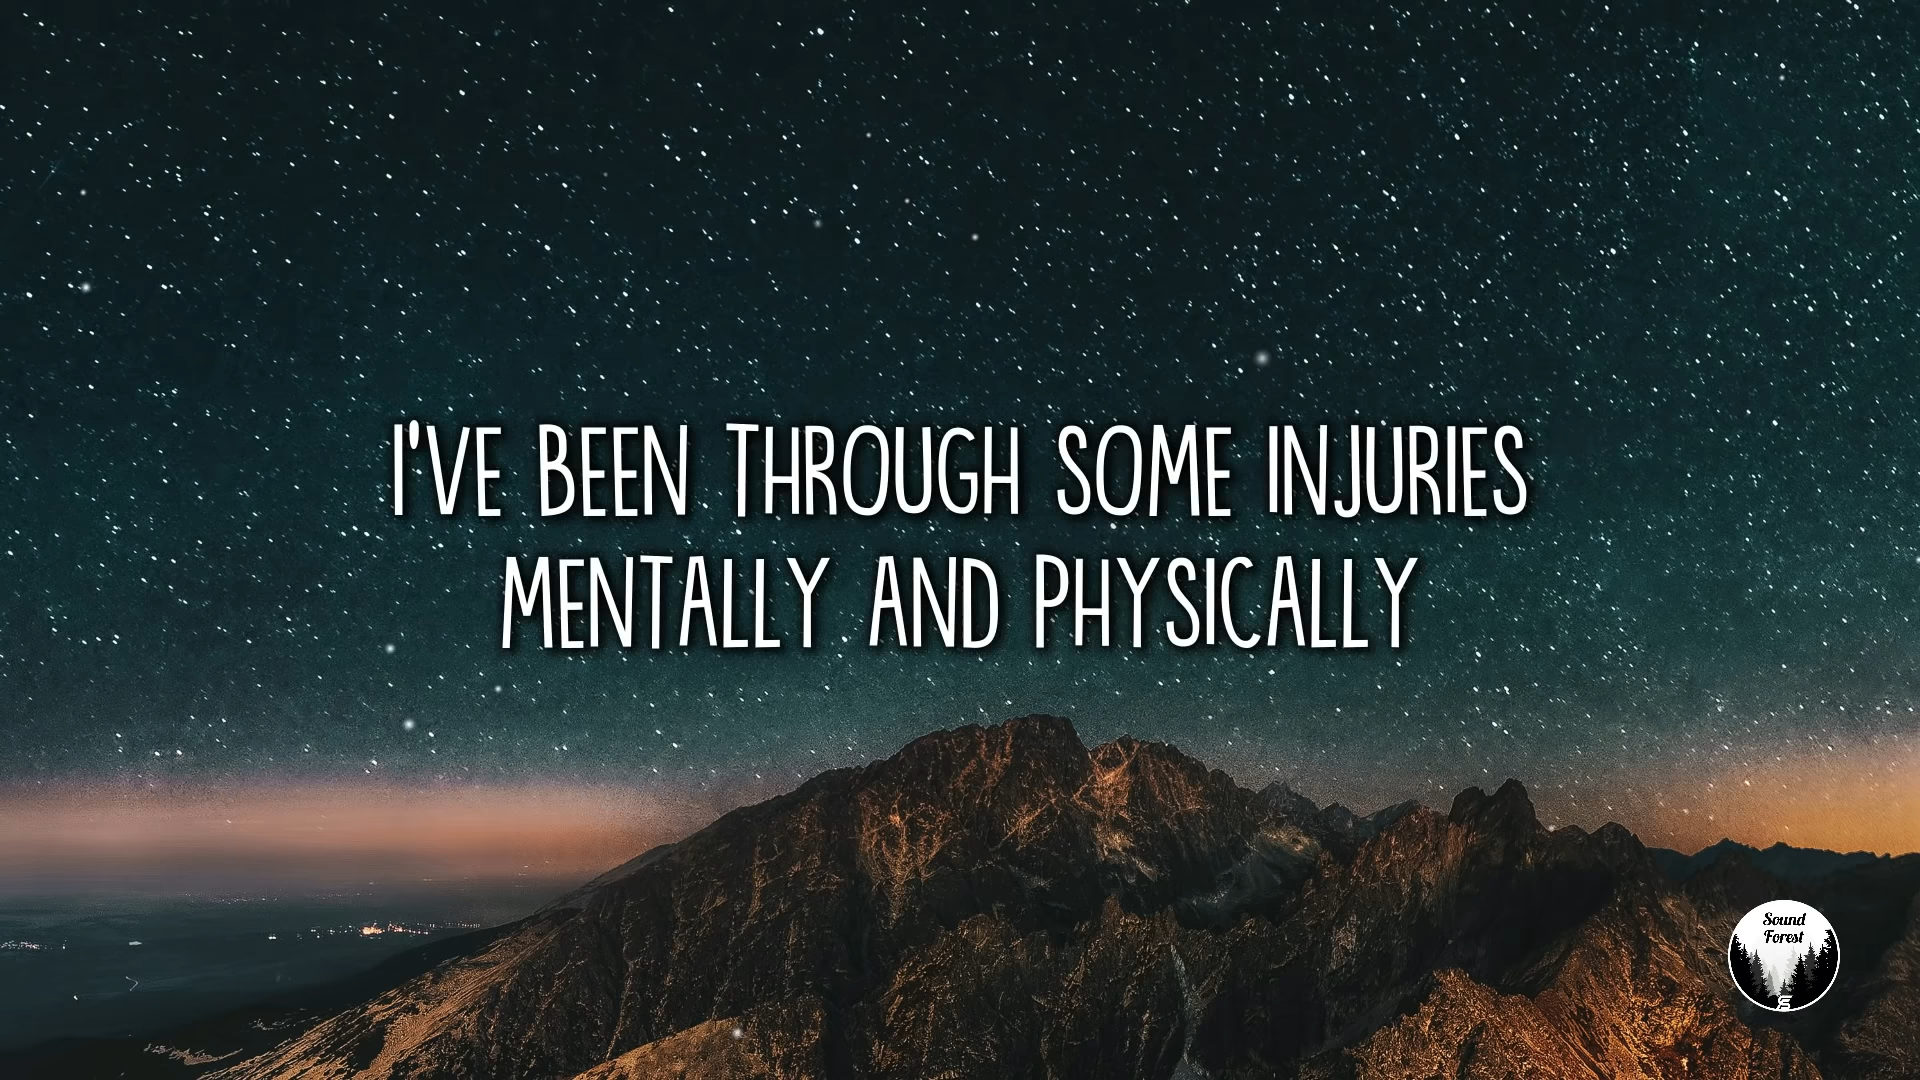 I'VE BEEN THROUGH SOME INJURIES
MENTALLY AND PHYSICALLY
Sound
Forest